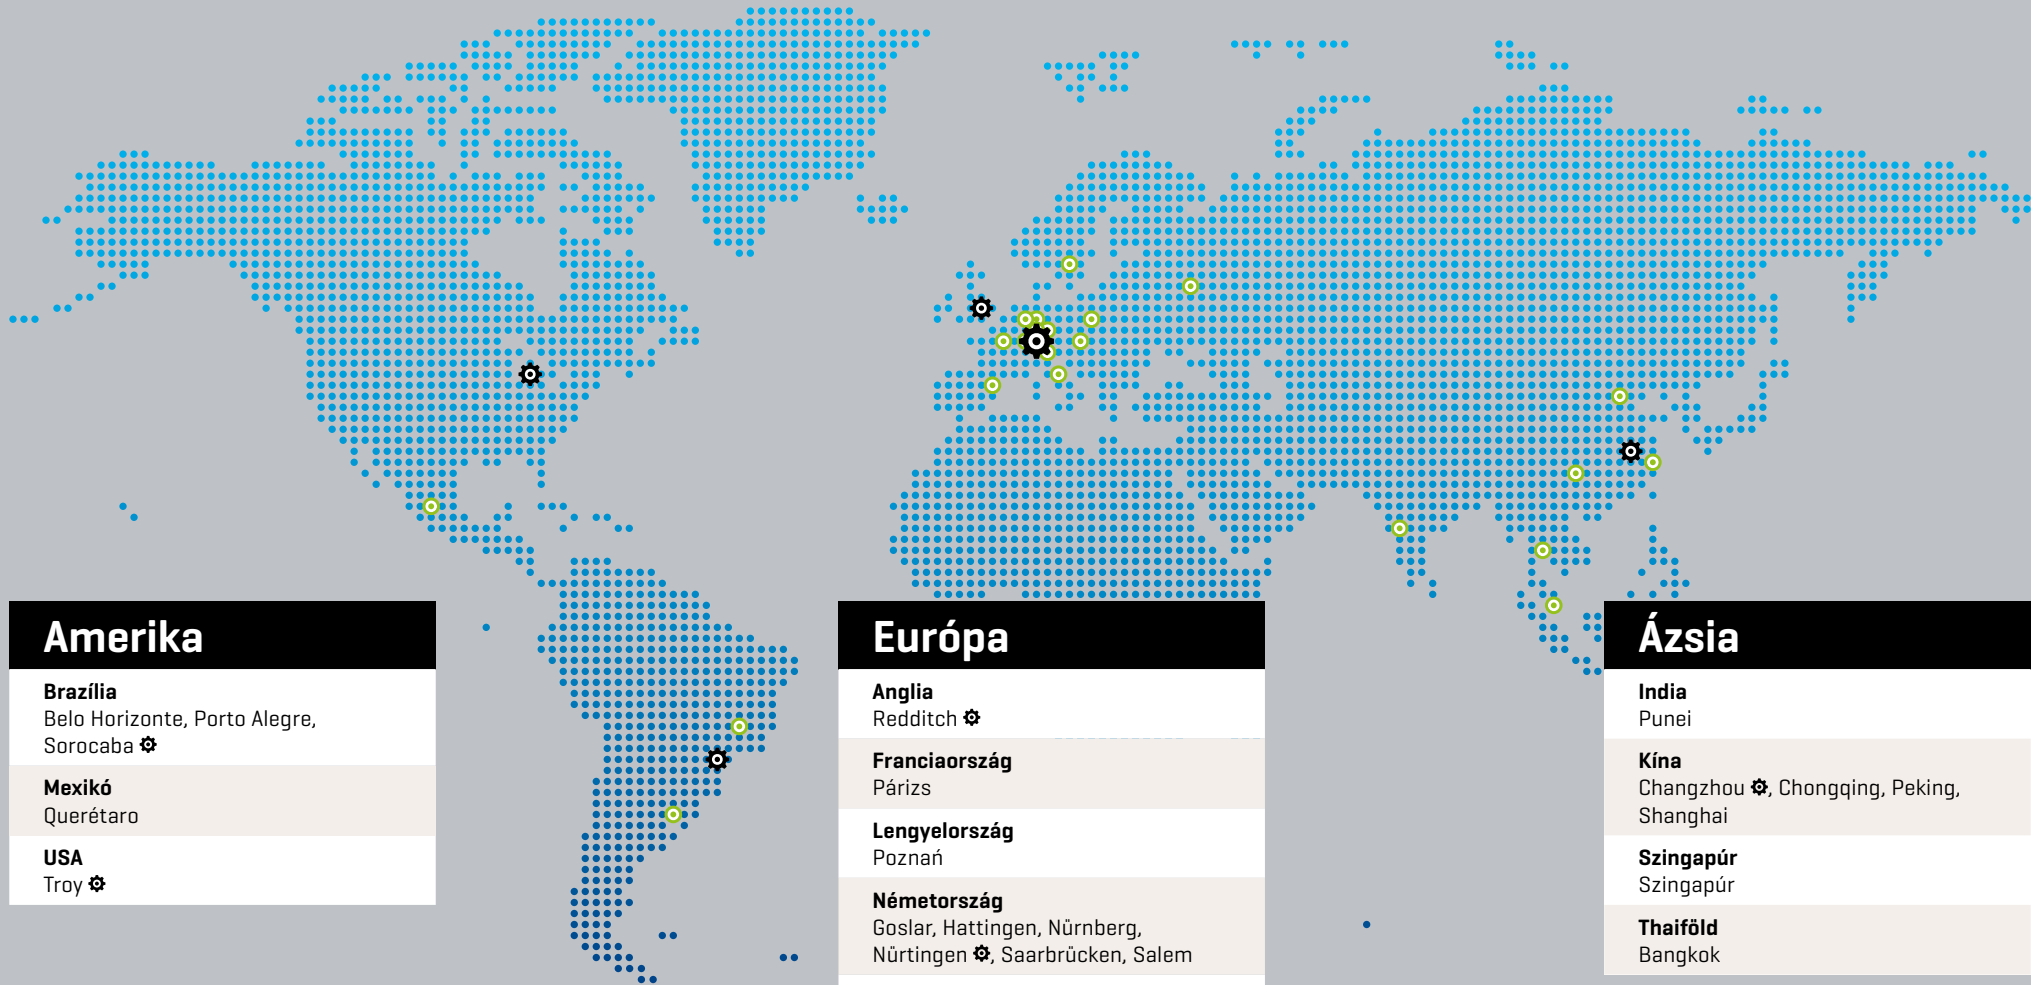 Amerika
Brazília
Belo Horizonte, Porto Alegre,
Sorocaba
Mexikó
Querétaro
USA
Troy
Európa
Anglia
Redditch
Franciaország
Párizs
Lengyelország
Poznań
Németország
Goslar, Hattingen, Nürnberg,
Nürtingen, Saarbrücken, Salem
Ázsia
India
Punei
Kína
Changzhou, Chongqing, Peking,
Shanghai
Szingapúr
Szingapúr
Thaiföld
Bangkok